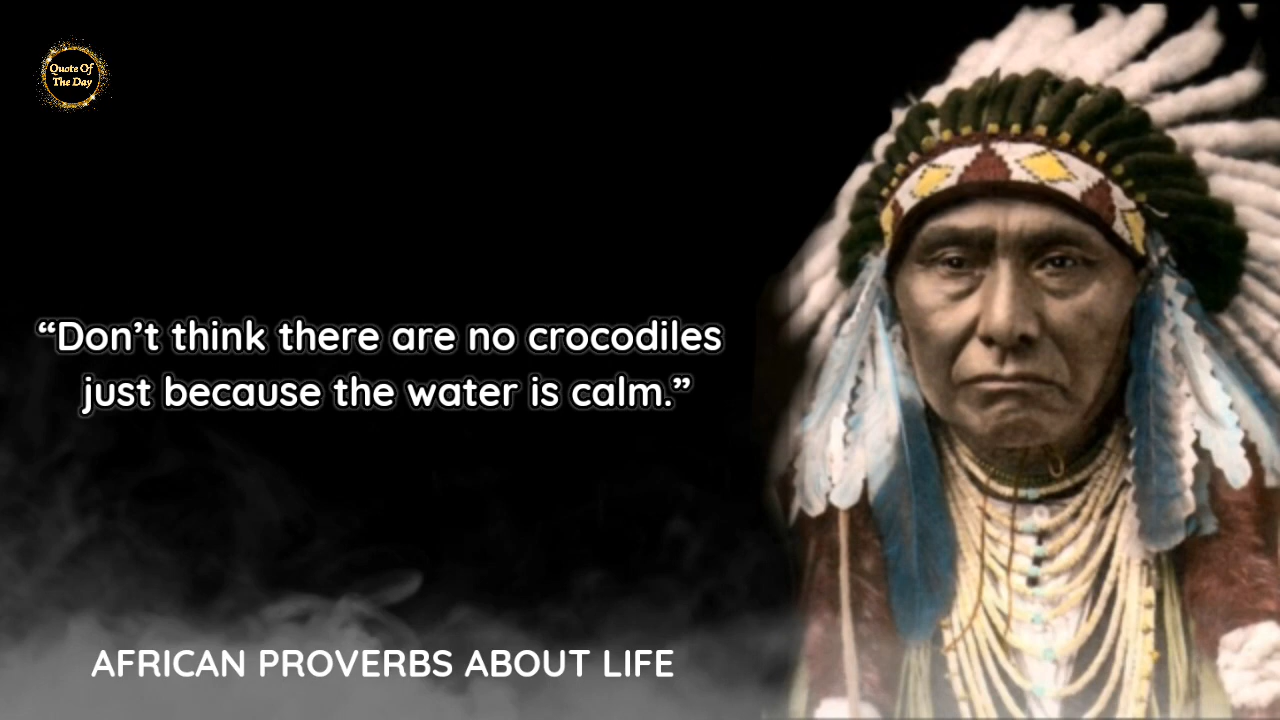 Quote Of
The Day
“Don’t think there are no crocodiles
just because the water is calm.”
AFRICAN PROVERBS ABOUT LIFE